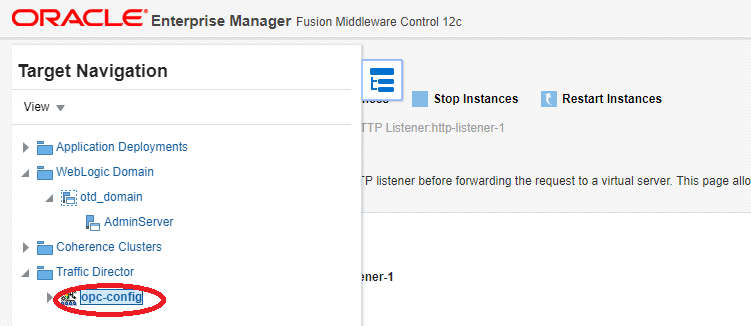 ORACLE Enterprise Manager Fusion Middleware Control 12c
Target Navigation
View
Stop Instances Restart Instances
TTP Listener:http-listener-1
Application Deployments
WebLogic Domain
TP listener before forwarding the request to a virtual server. This page allo
otd_domain
AdminServer
Coherence Clusters
Traffic Director
ener-1
opc-config